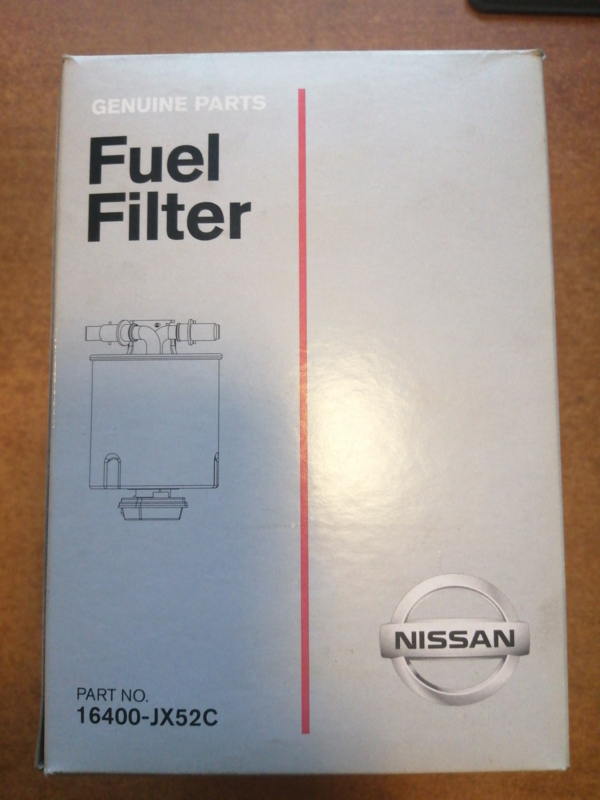 GENUINE PARTS
Fuel
Filter
NISSAN
PART NO.
16400-JX52C